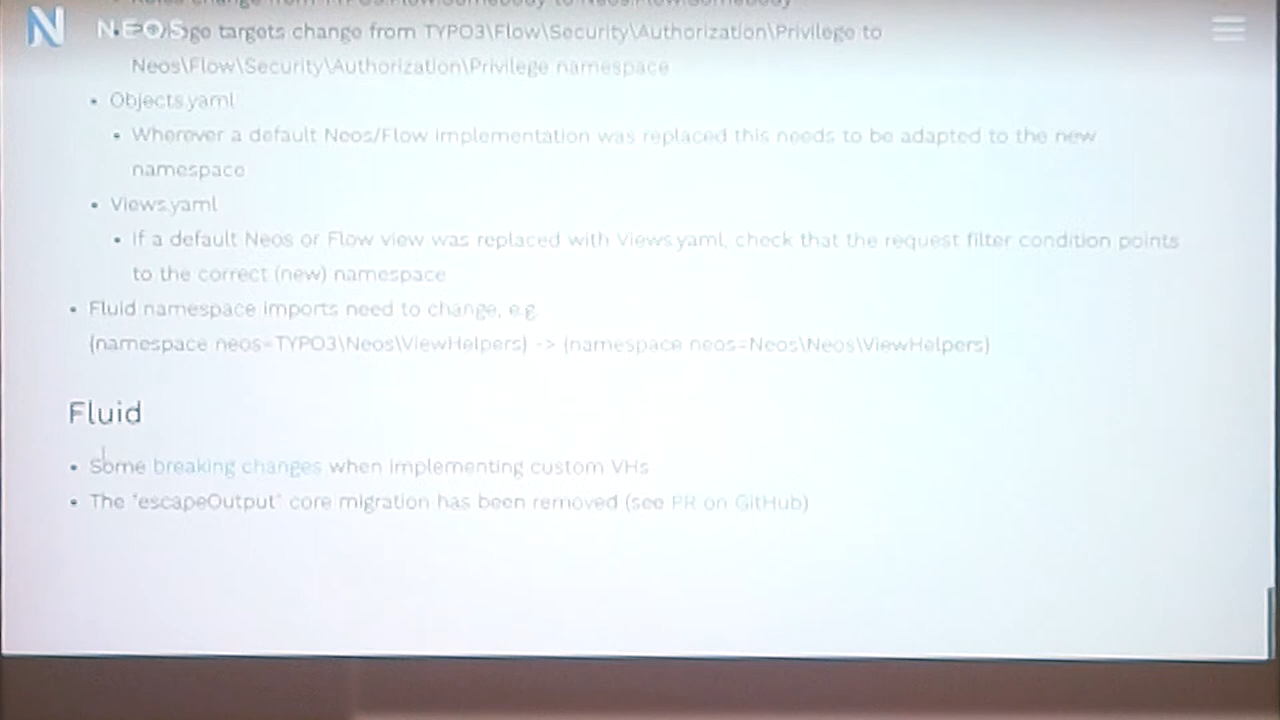 Roles change from TYPO3.Flow:Somebody to Neos.Flow:Somebody
NEOS
ge targets change from TYPO3\Flow\Security\Authorization\Privilege to
Neos\Flow\Security\Authorization\Privilege namespace
• Objects.yaml
• Wherever a default Neos/Flow implementation was replaced this needs to be adapted to the new
namespace
• Views.yaml
• If a default Neos or Flow view was replaced with Views.yaml, check that the request filter condition points
to the correct (new) namespace
• Fluid namespace imports need to change, e.g.
{namespace neos=TYPO3\Neos\ViewHelpers} -> {namespace neos=Neos\Neos\ViewHelpers}
Fluid
• Some breaking changes when implementing custom VHs
• The "escapeOutput" core migration has been removed (see PR on GitHub)